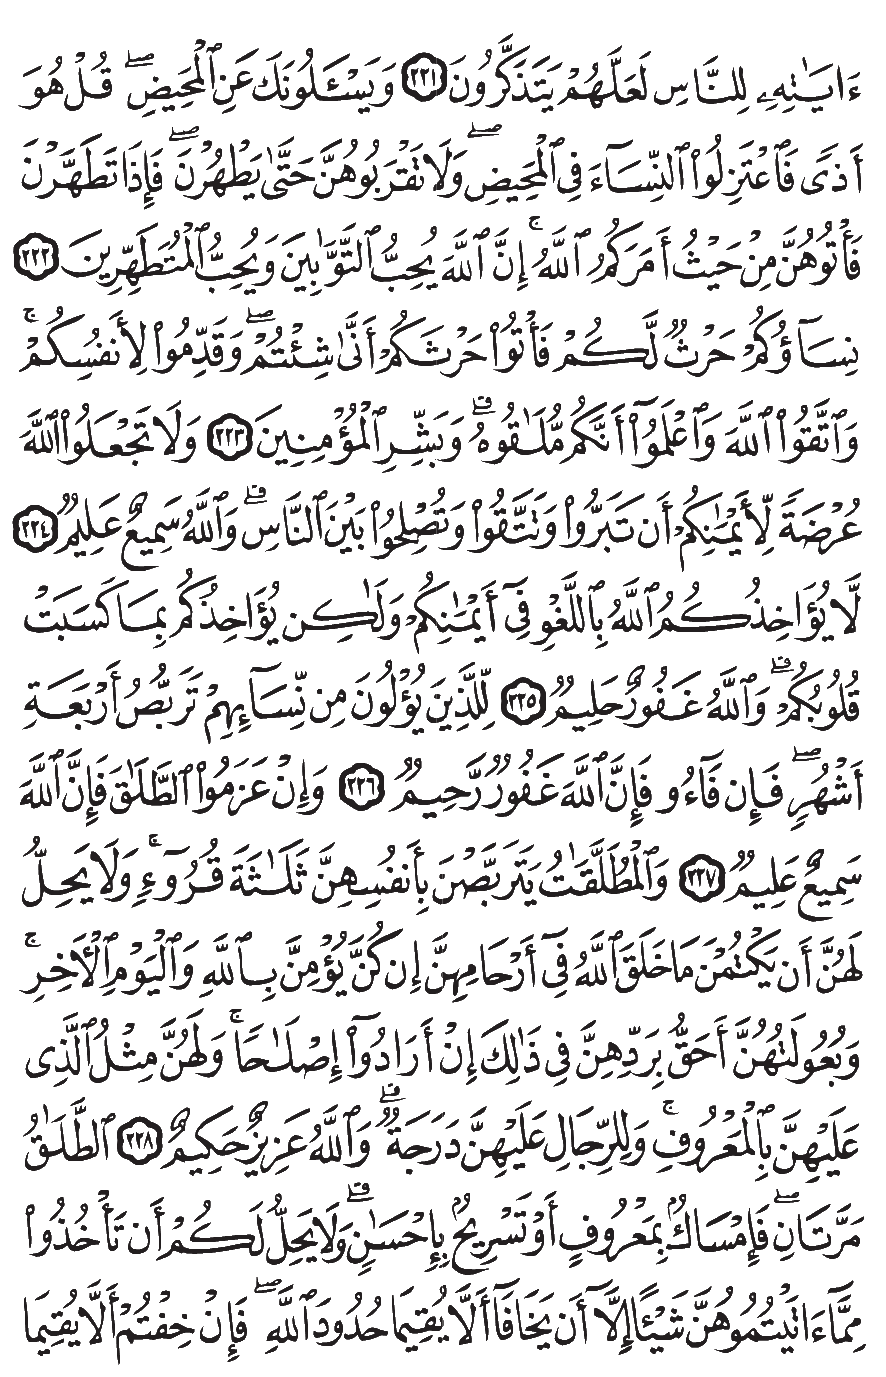 ءَايَٰتِهِۦ لِلنَّاسِ لَعَلَّهُمْ يَتَذَكَّرُونَ ٢٢١ وَيَسْـَٔلُونَكَ عَنِ ٱلْمَحِيضِۖ قُلْ هُوَ
أَذًى فَٱعْتَزِلُوا۟ ٱلنِّسَآءَ فِى ٱلْمَحِيضِۖ وَلَا تَقْرَبُوهُنَّ حَتَّىٰ يَطْهُرْنَۖ فَإِذَا تَطَهَّرْنَ
فَأْتُوهُنَّ مِنْ حَيْثُ أَمَرَكُمُ ٱللَّهُۚ إِنَّ ٱللَّهَ يُحِبُّ ٱلتَّوَّٰبِينَ وَيُحِبُّ ٱلْمُتَطَهِّرِينَ ٢٢٢
نِسَآؤُكُمْ حَرْثٌ لَّكُمْ فَأْتُوا۟ حَرْثَكُمْ أَنَّىٰ شِئْتُمْۖ وَقَدِّمُوا۟ لِأَنفُسِكُمْۚ
وَٱتَّقُوا۟ ٱللَّهَ وَٱعْلَمُوٓا۟ أَنَّكُم مُّلَٰقُوهُۗ وَبَشِّرِ ٱلْمُؤْمِنِينَ ٢٢٣ وَلَا تَجْعَلُوا۟ ٱللَّهَ
عُرْضَةً لِّأَيْمَٰنِكُمْ أَن تَبَرُّوا۟ وَتَتَّقُوا۟ وَتُصْلِحُوا۟ بَيْنَ ٱلنَّاسِۗ وَٱللَّهُ سَمِيعٌ عَلِيمٌ ٢٢٤
لَّا يُؤَاخِذُكُمُ ٱللَّهُ بِٱللَّغْوِ فِىٓ أَيْمَٰنِكُمْ وَلَٰكِن يُؤَاخِذُكُم بِمَا كَسَبَتْ
قُلُوبُكُمْۗ وَٱللَّهُ غَفُورٌ حَلِيمٌ ٢٢٥ لِّلَّذِينَ يُؤْلُونَ مِن نِّسَآئِهِمْ تَرَبُّصُ أَرْبَعَةِ
أَشْهُرٍۖ فَإِن فَآءُو فَإِنَّ ٱللَّهَ غَفُورٌ رَّحِيمٌ ٢٢٦ وَإِنْ عَزَمُوا۟ ٱلطَّلَٰقَ فَإِنَّ ٱللَّهَ
سَمِيعٌ عَلِيمٌ ٢٢٧ وَٱلْمُطَلَّقَٰتُ يَتَرَبَّصْنَ بِأَنفُسِهِنَّ ثَلَٰثَةَ قُرُوٓءٍۚ وَلَا يَحِلُّ
لَهُنَّ أَن يَكْتُمْنَ مَا خَلَقَ ٱللَّهُ فِىٓ أَرْحَامِهِنَّ إِن كُنَّ يُؤْمِنَّ بِٱللَّهِ وَٱلْيَوْمِ ٱلْأَخِرِۚ
وَبُعُولَتُهُنَّ أَحَقُّ بِرَدِّهِنَّ فِى ذَٰلِكَ إِنْ أَرَادُوٓا۟ إِصْلَٰحًاۚ وَلَهُنَّ مِثْلُ ٱلَّذِى
عَلَيْهِنَّ بِٱلْمَعْرُوفِۚ وَلِلرِّجَالِ عَلَيْهِنَّ دَرَجَةٌۗ وَٱللَّهُ عَزِيزٌ حَكِيمٌ ٢٢٨ ٱلطَّلَٰقُ
مَرَّتَانِۖ فَإِمْسَاكٌۢ بِمَعْرُوفٍ أَوْ تَسْرِيحٌۢ بِإِحْسَٰنٍۗ وَلَا يَحِلُّ لَكُمْ أَن تَأْخُذُوا۟
مِمَّآ ءَاتَيْتُمُوهُنَّ شَيْـًٔا إِلَّآ أَن يَخَافَآ أَلَّا يُقِيمَا حُدُودَ ٱللَّهِۖ فَإِنْ خِفْتُمْ أَلَّا يُقِيمَا